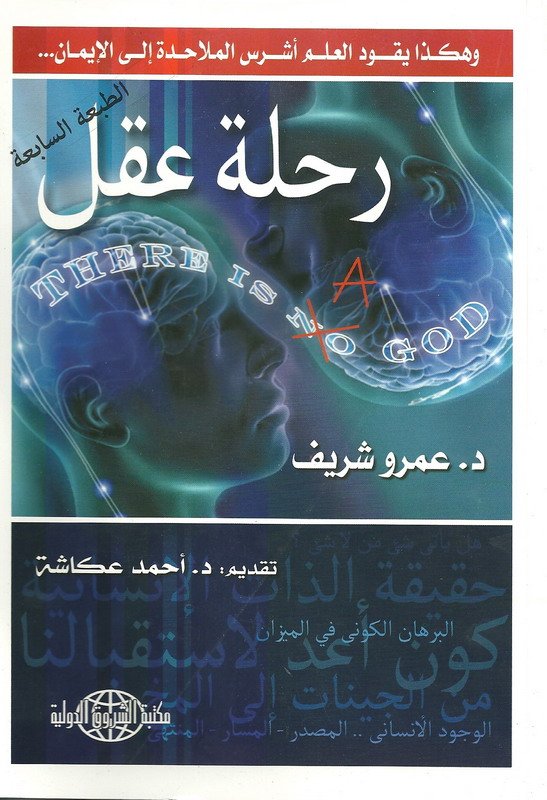 وهكذا يقود العلم أشرس الملاحدة إلى الإيمان...
الطبعة السابعة
رحلة عقل
THERE IS NO GOD
A
د. عمرو شريف
تقديم: د. أحمد عكاشة
حقيقة الذات الإنسانية
البرهان الكوني في الميزان
كون أعد لاستقبالنا
من الجينات إلى المخ
الوجود الإنساني .. المصدر - المسار - المنتهى
مكتبة الشروق الدولية